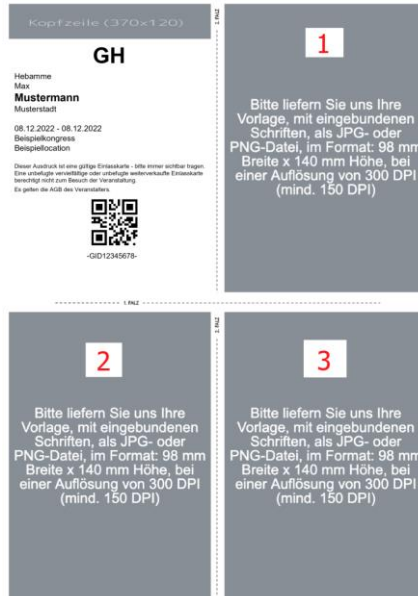 Kopfzeile (370x120)
GH
Hebamme
Max
Mustermann
Musterstadt
08.12.2022 - 08.12.2022
Beispielkongress
Beispiellocation
Dieser Ausdruck ist eine gültige Einlasskarte - bitte immer sichtbar tragen.
Eine unbefugte vervielfältige oder unbefugte weiterverkaufte Einlasskarte
berechtigt nicht zum Besuch der Veranstaltung.
Es gelten die AGB des Veranstalters.
-GID12345678-
2. FALZ
1
Bitte liefern Sie uns Ihre
Vorlage, mit eingebundenen
Schriften, als JPG- oder
PNG-Datei, im Format: 98 mm
Breite x 140 mm Höhe, bei
einer Auflösung von 300 DPI
(mind. 150 DPI)
1. FALZ
2
Bitte liefern Sie uns Ihre
Vorlage, mit eingebundenen
Schriften, als JPG- oder
PNG-Datei, im Format: 98 mm
Breite x 140 mm Höhe, bei
einer Auflösung von 300 DPI
(mind. 150 DPI)
2. FALZ
3
Bitte liefern Sie uns Ihre
Vorlage, mit eingebundenen
Schriften, als JPG- oder
PNG-Datei, im Format: 98 mm
Breite x 140 mm Höhe, bei
einer Auflösung von 300 DPI
(mind. 150 DPI)